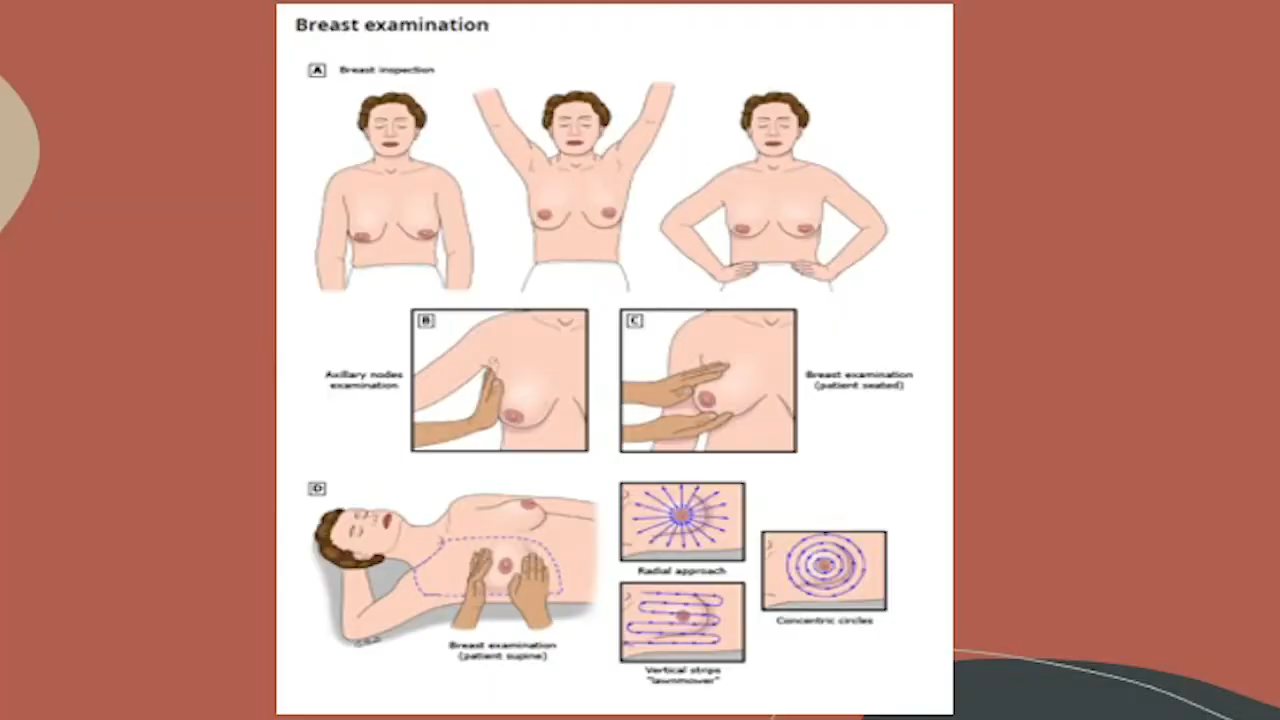 Breast examination
A Breast inspection
B
C
Axillary nodes
examination
Breast examination
(patient seated)
D
Radial approach
Concentric circles
Breast examination
(patient supine)
Vertical strips
"lawnmower"